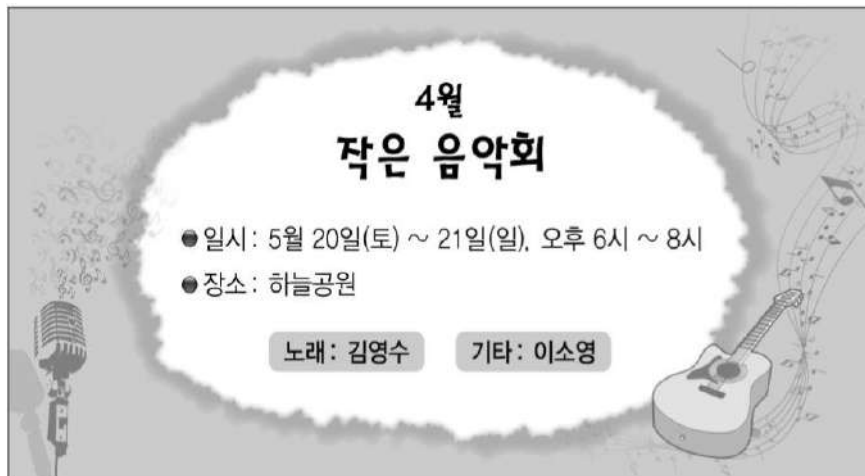 4월
작은 음악회
일시: 5월 20일(토) ~ 21일(일), 오후 6시 ~ 8시
장소: 하늘공원
노래: 김영수 기타: 이소영